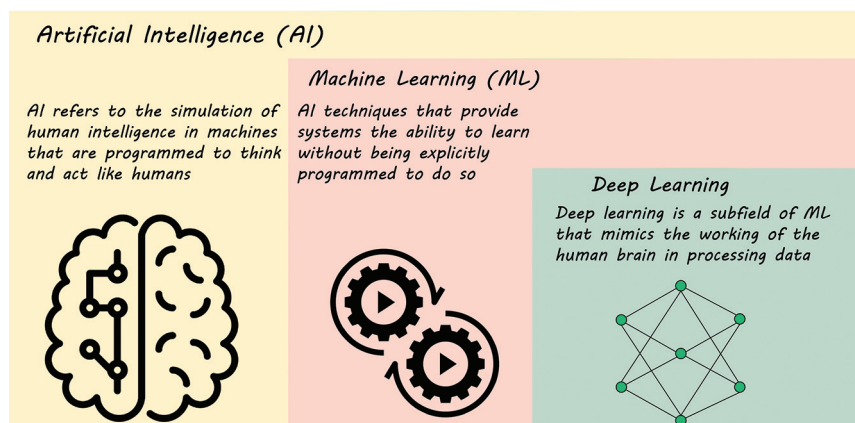 Artificial Intelligence (AI)
AI refers to the simulation of
human intelligence in machines
that are programmed to think
and act like humans
Machine Learning (ML)
AI techniques that provide
systems the ability to learn
without being explicitly
programmed to do so
Deep Learning
Deep learning is a subfield of ML
that mimics the working of the
human brain in processing data